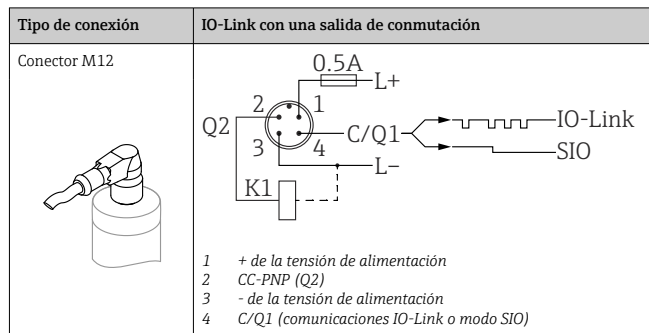 Tipo de conexión
IO-Link con una salida de conmutación
Conector M12
0.5A
L+
2
1
Q2
C/Q1
IO-Link
3
4
SIO
L–
K1
1 + de la tensión de alimentación
2 CC-PNP (Q2)
3 - de la tensión de alimentación
4 C/Q1 (comunicaciones IO-Link o modo SIO)